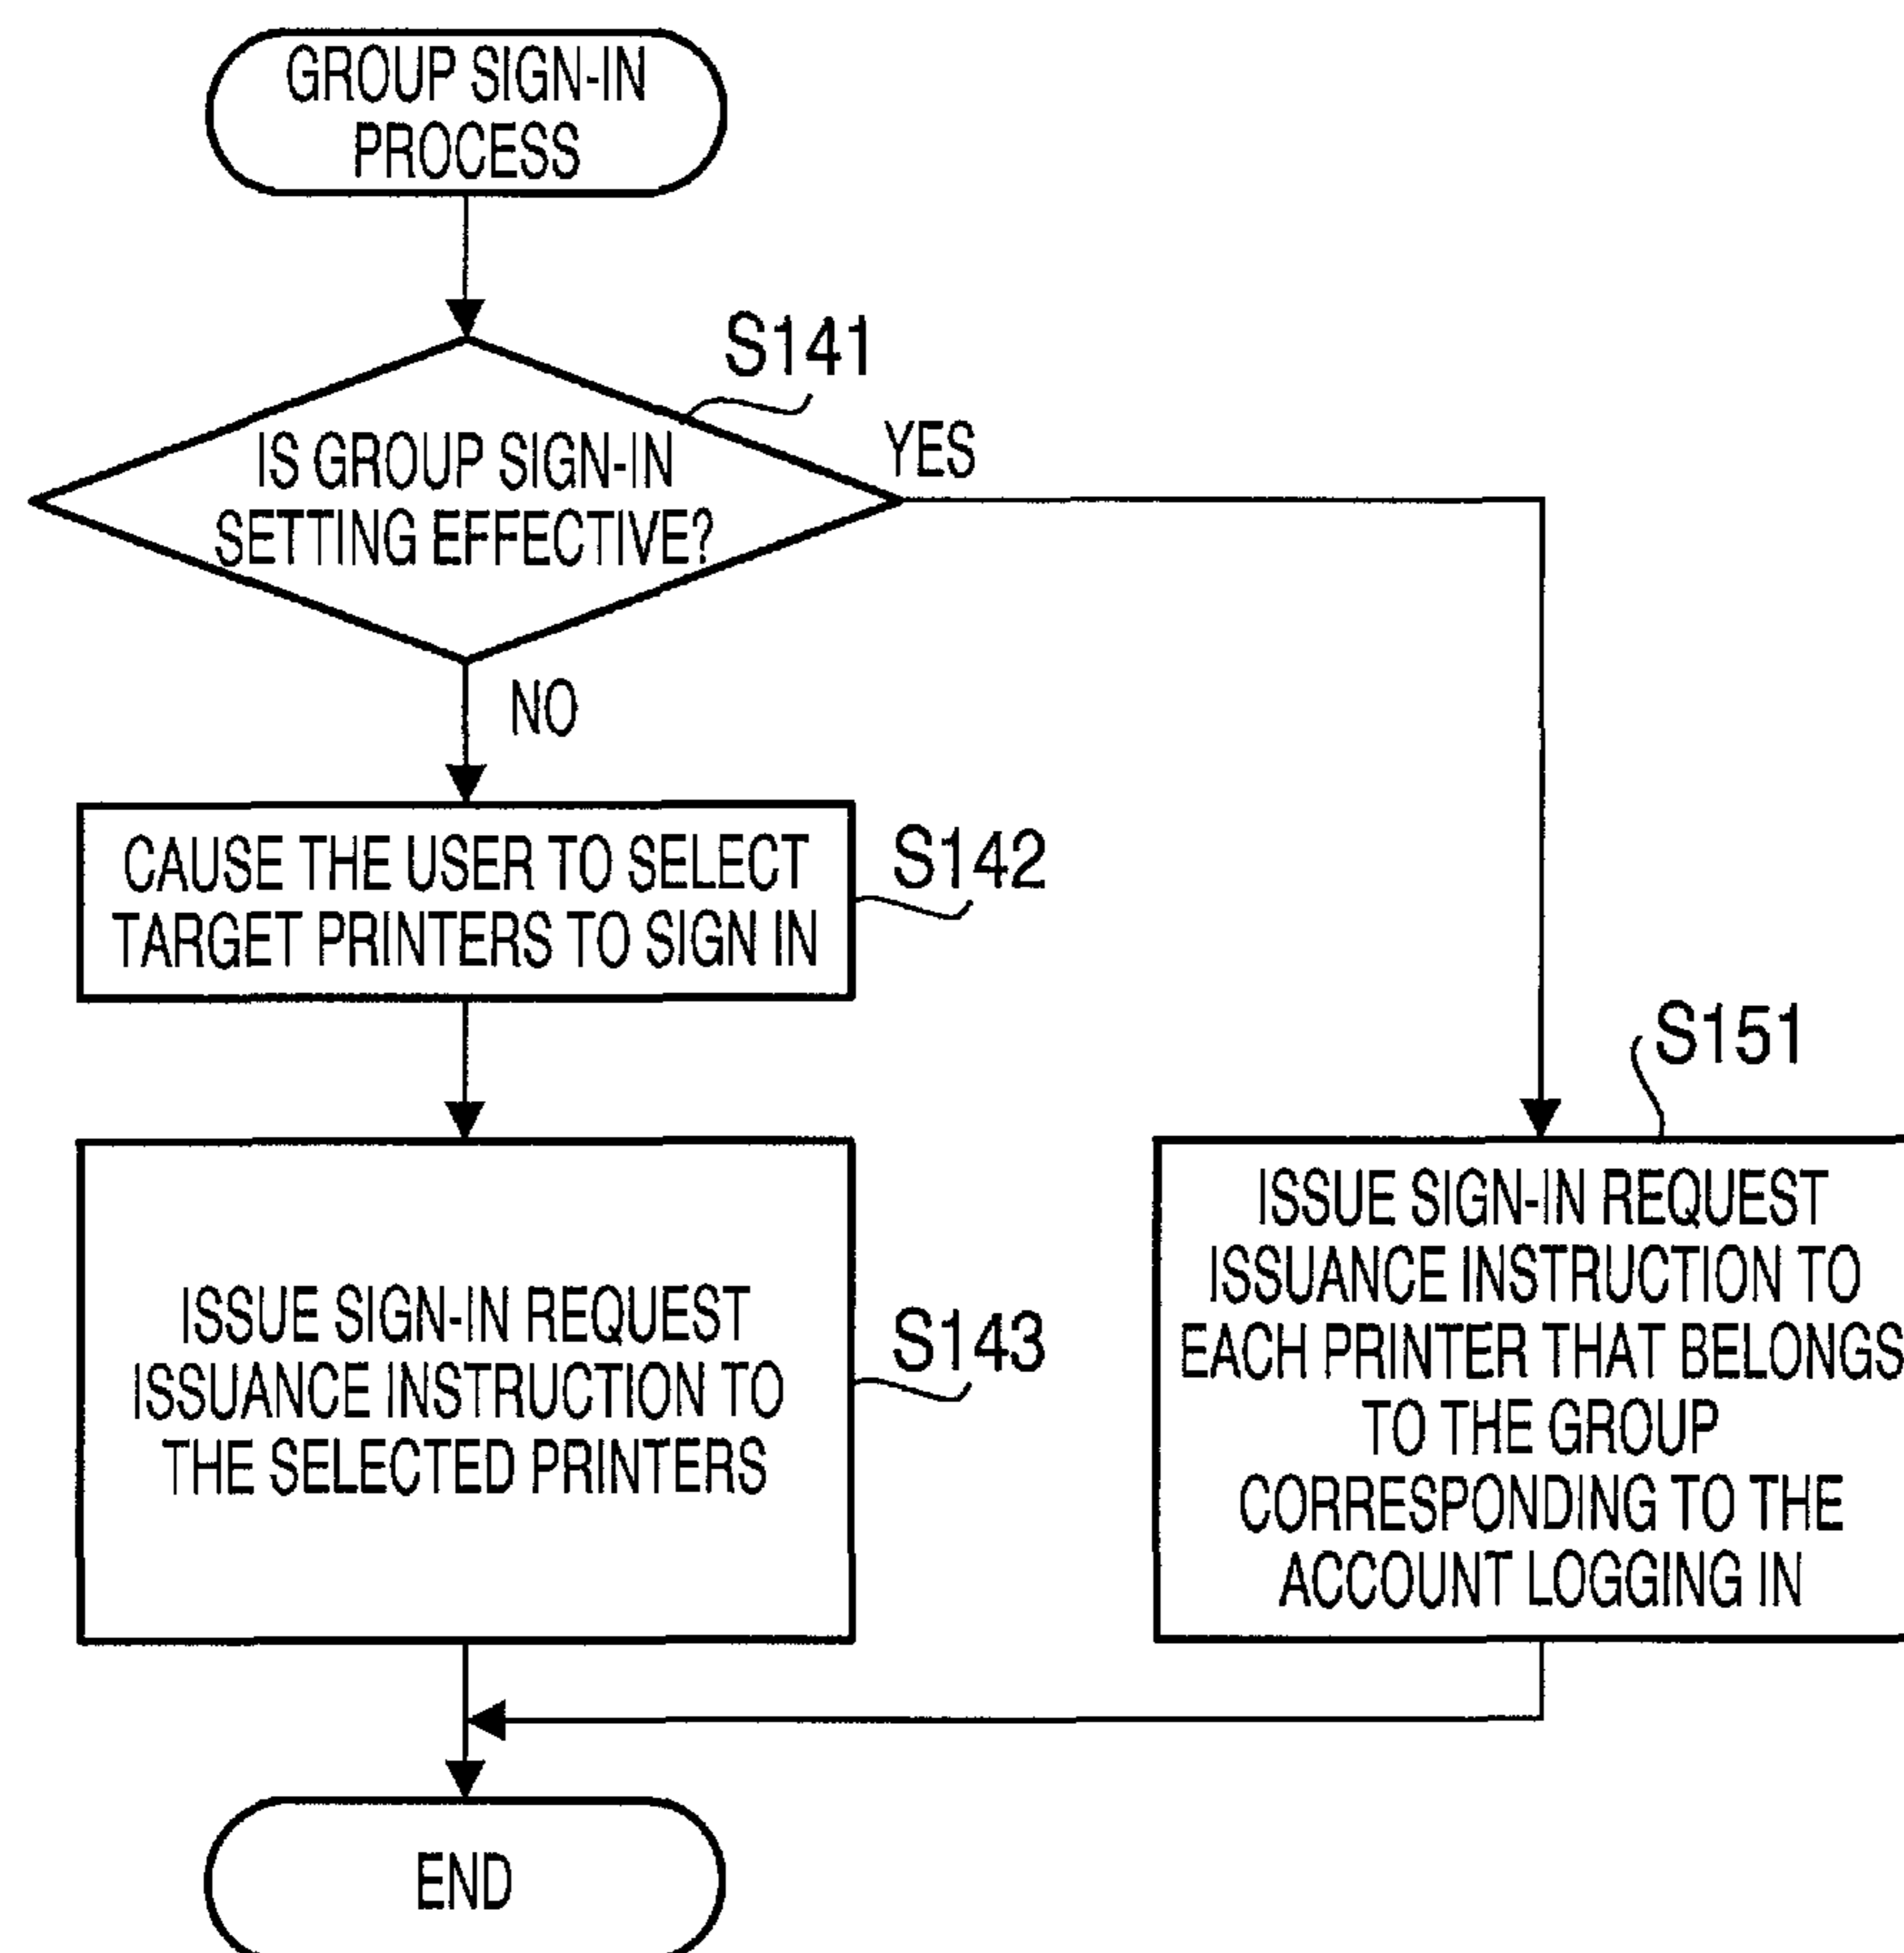 GROUP SIGN-IN
PROCESS
S141
IS GROUP SIGN-IN
SETTING EFFECTIVE?
YES
NO
CAUSE THE USER TO SELECT
TARGET PRINTERS TO SIGN IN
S142
ISSUE SIGN-IN REQUEST
ISSUANCE INSTRUCTION TO
THE SELECTED PRINTERS
S143
S151
ISSUE SIGN-IN REQUEST
ISSUANCE INSTRUCTION TO
EACH PRINTER THAT BELONGS
TO THE GROUP
CORRESPONDING TO THE
ACCOUNT LOGGING IN
END